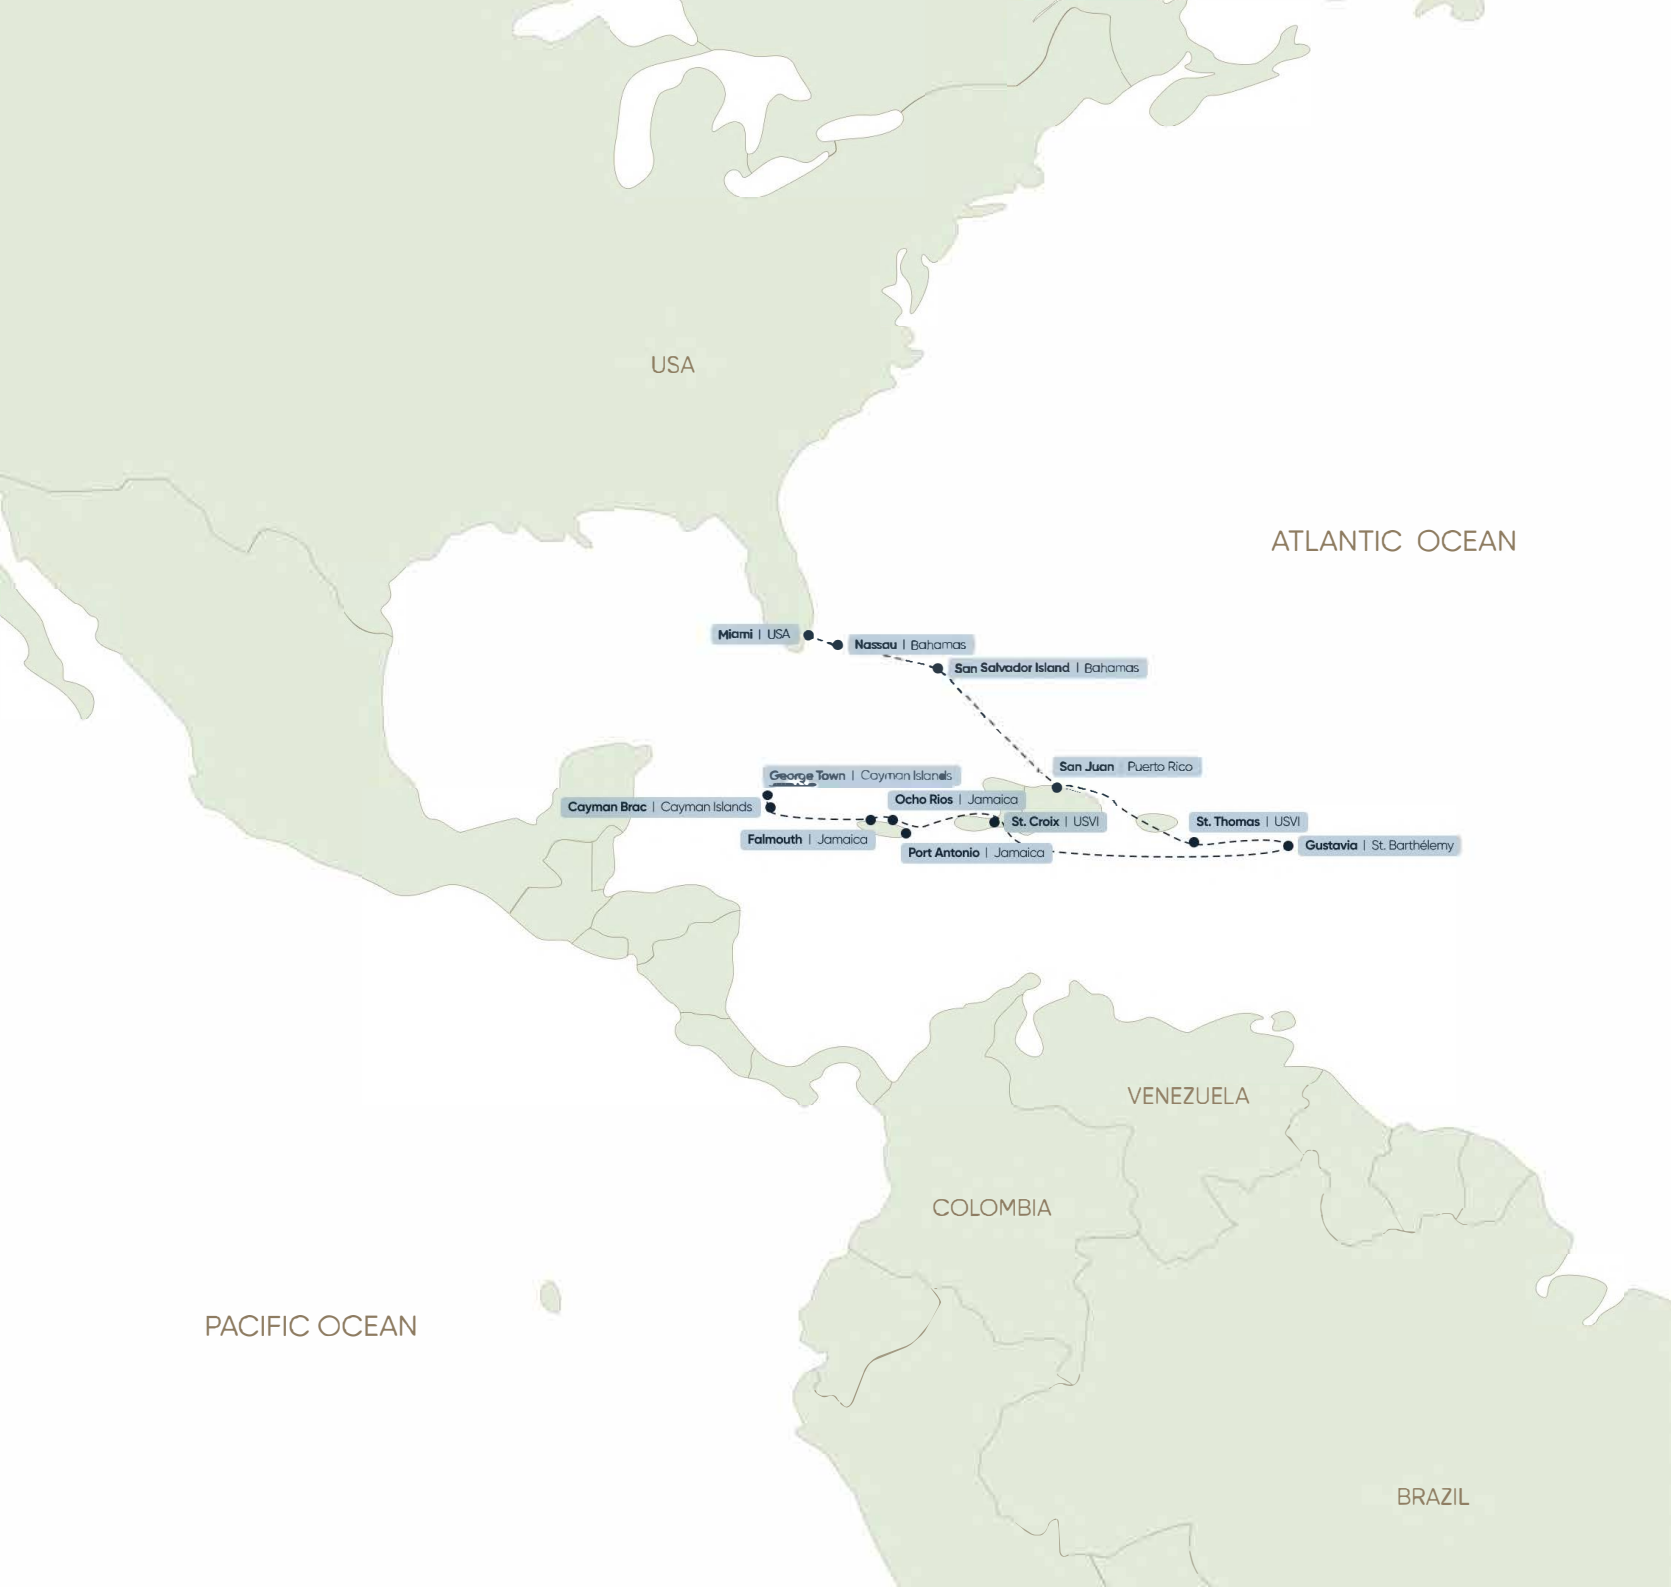 USA
ATLANTIC OCEAN
Miami | USA
Nassau | Bahamas
San Salvador Island | Bahamas
San Juan | Puerto Rico
George Town | Cayman Islands
Cayman Brac | Cayman Islands
Ocho Rios | Jamaica
St. Croix | USVI
St. Thomas | USVI
Falmouth | Jamaica
Port Antonio | Jamaica
Gustavia | St. Barthélemy
VENEZUELA
COLOMBIA
PACIFIC OCEAN
BRAZIL